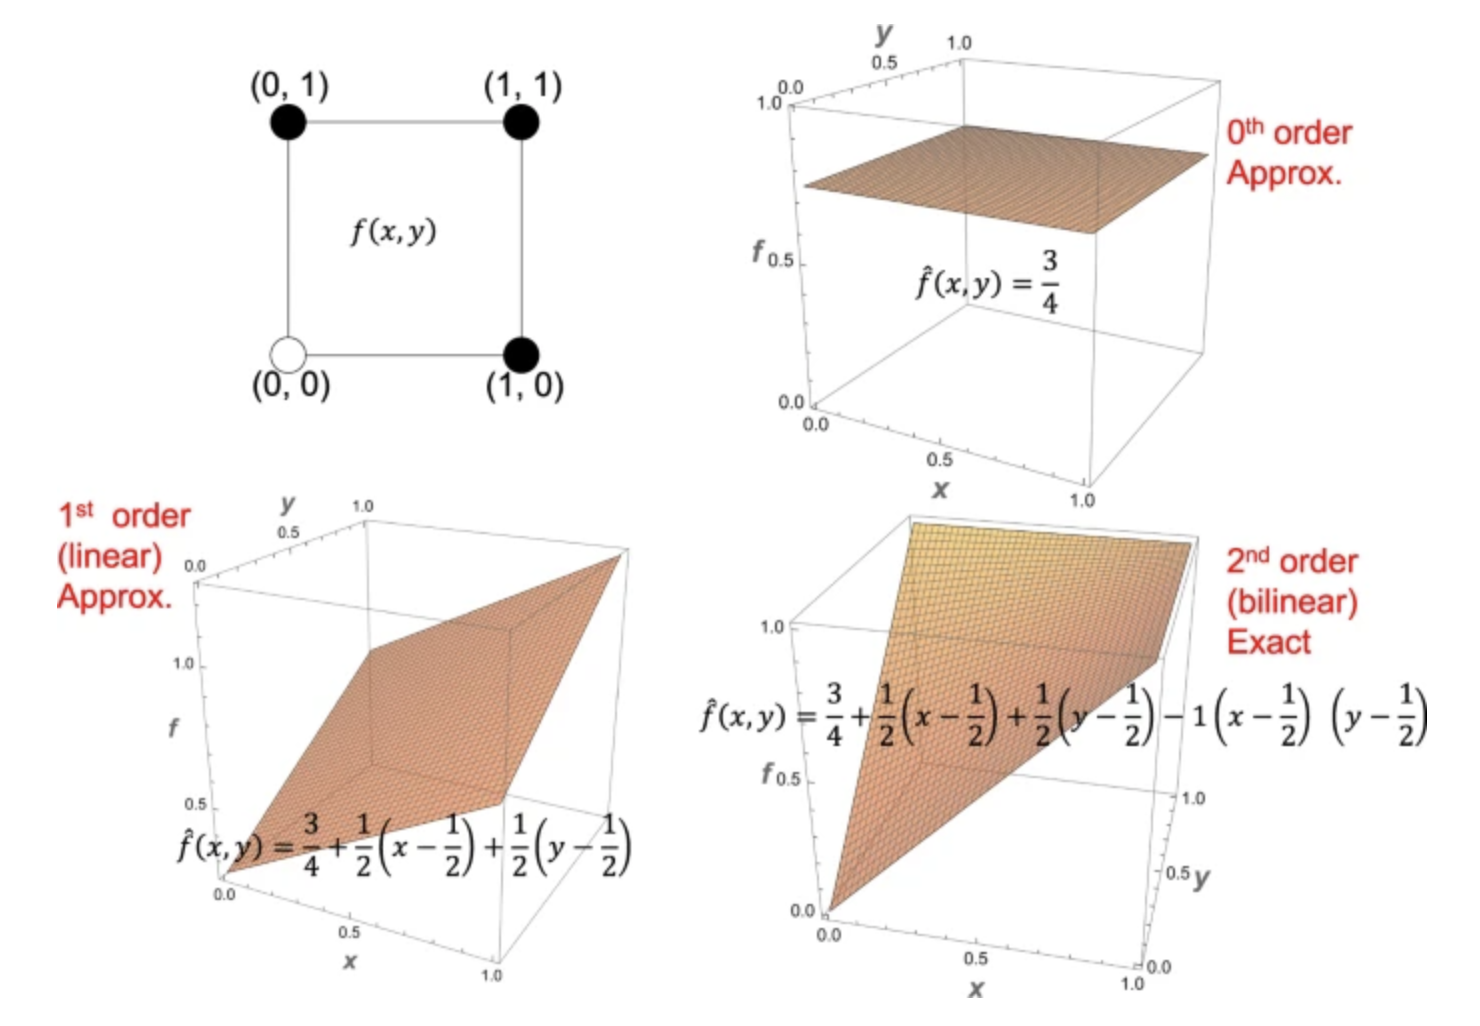 (0, 1)
(1, 1)
f(x, y)
(0, 0)
(1, 0)
y
1.0
0.5
0.0
1.0
0th order
Approx.
f
0.5
f̂(x, y) = 3/4
0.0
0.0
0.5
x
1.0
1st order
(linear)
Approx.
y
1.0
0.5
0.0
1.0
f
0.5
f̂(x, y) = 3/4 + 1/2(x − 1/2) + 1/2(y − 1/2)
0.0
0.5
x
1.0
2nd order
(bilinear)
Exact
1.0
f̂(x, y) = 3/4 + 1/2(x − 1/2) + 1/2(y − 1/2) − 1(x − 1/2) (y − 1/2)
f
0.5
1.0
0.5
y
0.0
0.0
0.5
x
1.0
0.0